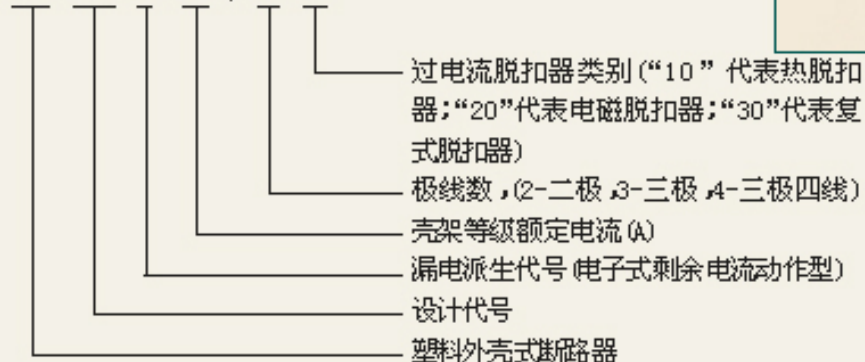 过电流脱扣器类别(“10”代表热脱扣
器;“20”代表电磁脱扣器;“30”代表复
式脱扣器)
极线数,(2-二极,3-三极,4-三极四线)
壳架等级额定电流(A)
漏电派生代号(电子式剩余电流动作型)
设计代号
塑料外壳式断路器